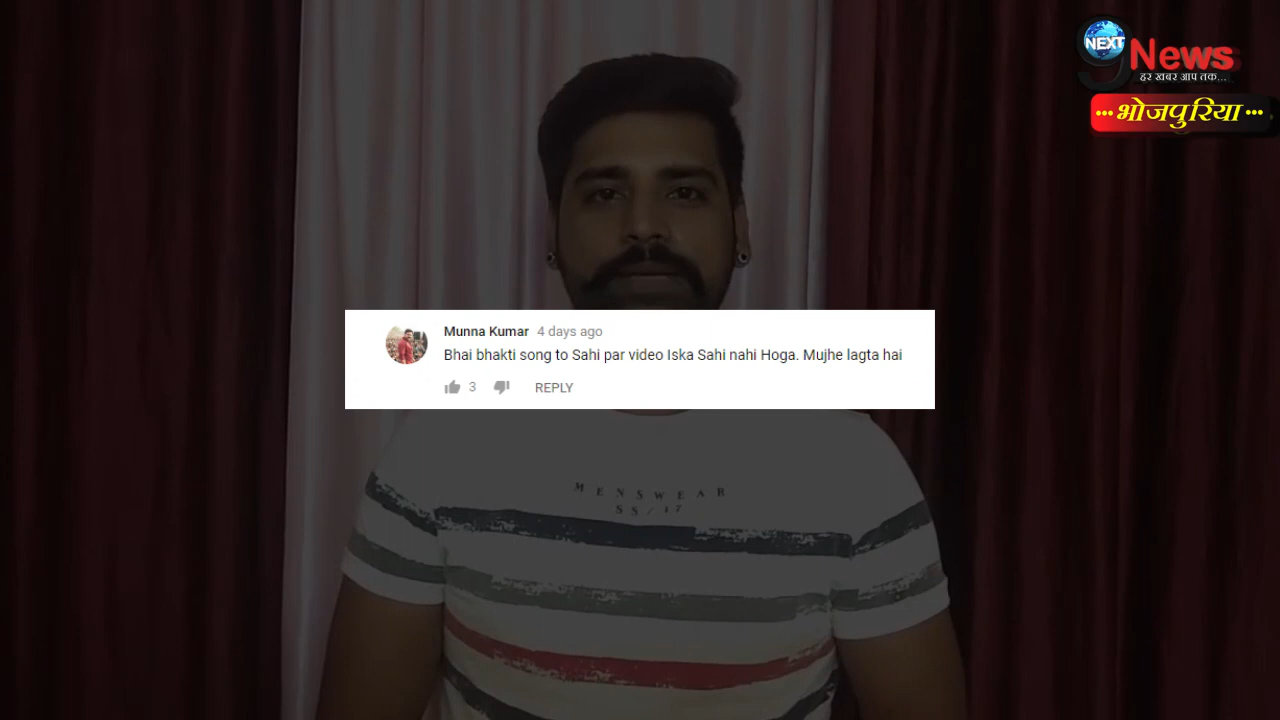 NEXT
9 News
हर खबर आप तक...
••• भोजपुरिया •••
Munna Kumar 4 days ago
Bhai bhakti song to Sahi par video Iska Sahi nahi Hoga. Mujhe lagta hai
3 REPLY
MENSWEAR
SS/17